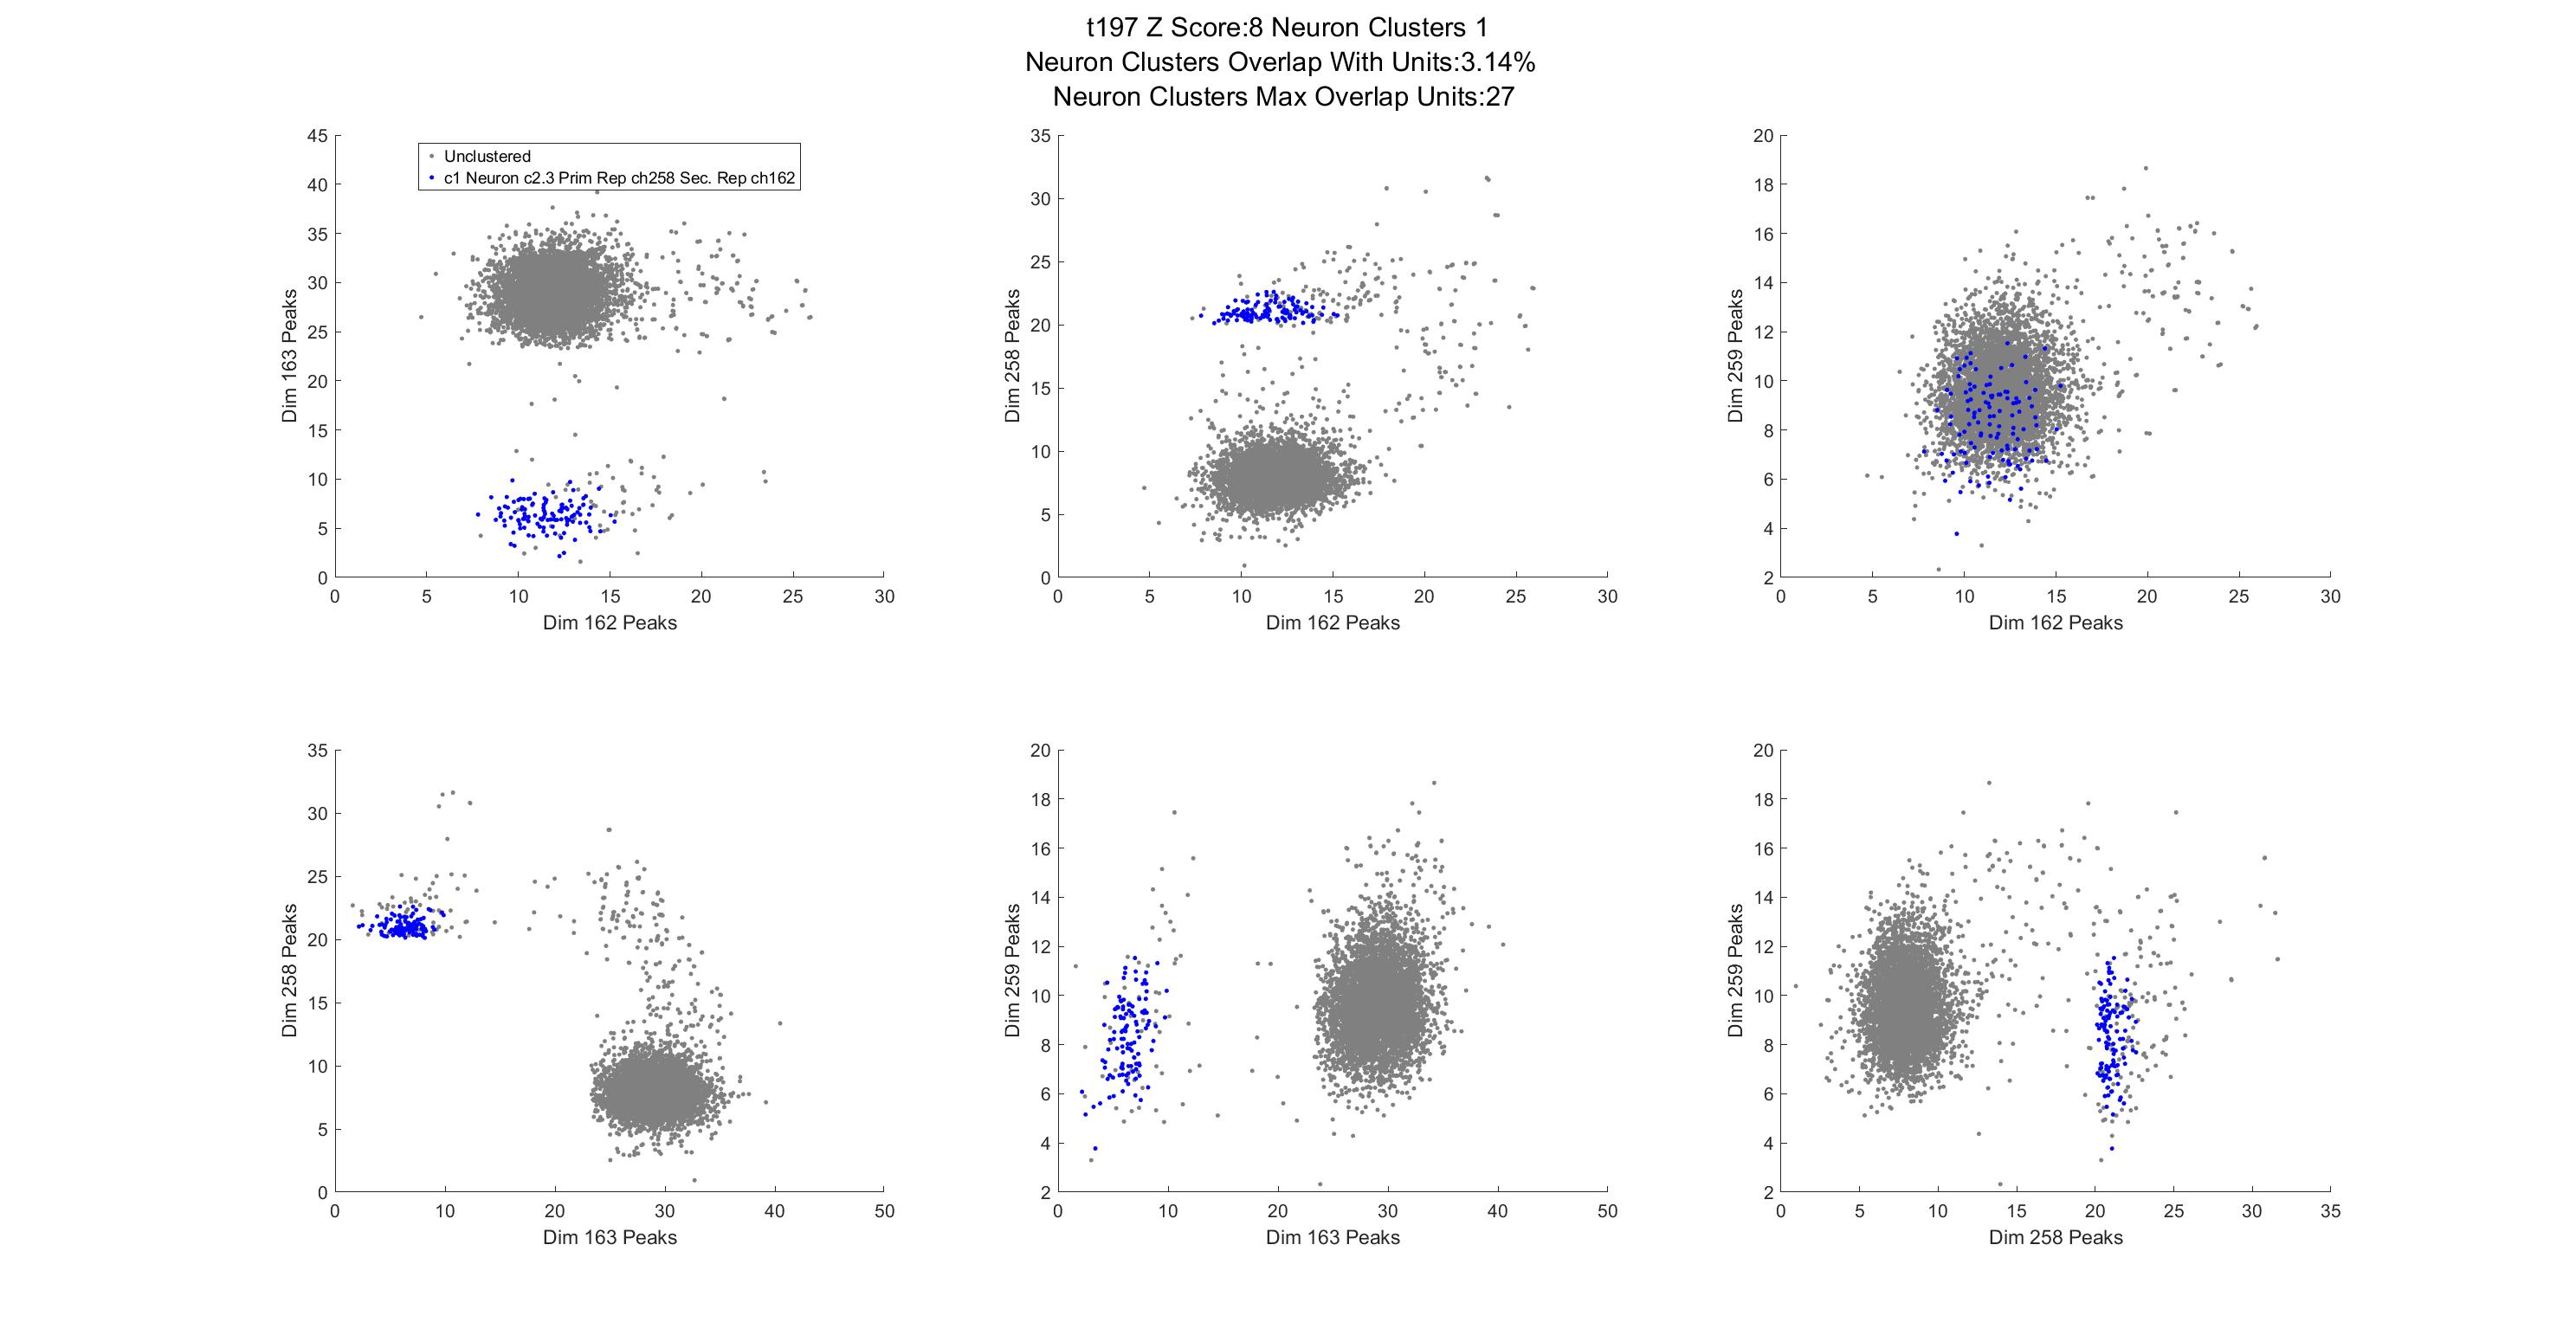 t197 Z Score:8 Neuron Clusters 1
Neuron Clusters Overlap With Units:3.14%
Neuron Clusters Max Overlap Units:27
45
40
35
30
25
20
15
10
5
0
0 5 10 15 20 25 30
Dim 163 Peaks
Dim 162 Peaks
Unclustered
c1 Neuron c2.3 Prim Rep ch258 Sec. Rep ch162
35
30
25
20
15
10
5
0
0 5 10 15 20 25 30
Dim 258 Peaks
Dim 162 Peaks
20
18
16
14
12
10
8
6
4
2
0 5 10 15 20 25 30
Dim 259 Peaks
Dim 162 Peaks
35
30
25
20
15
10
5
0
0 10 20 30 40 50
Dim 258 Peaks
Dim 163 Peaks
20
18
16
14
12
10
8
6
4
2
0 10 20 30 40 50
Dim 259 Peaks
Dim 163 Peaks
20
18
16
14
12
10
8
6
4
2
0 5 10 15 20 25 30 35
Dim 259 Peaks
Dim 258 Peaks